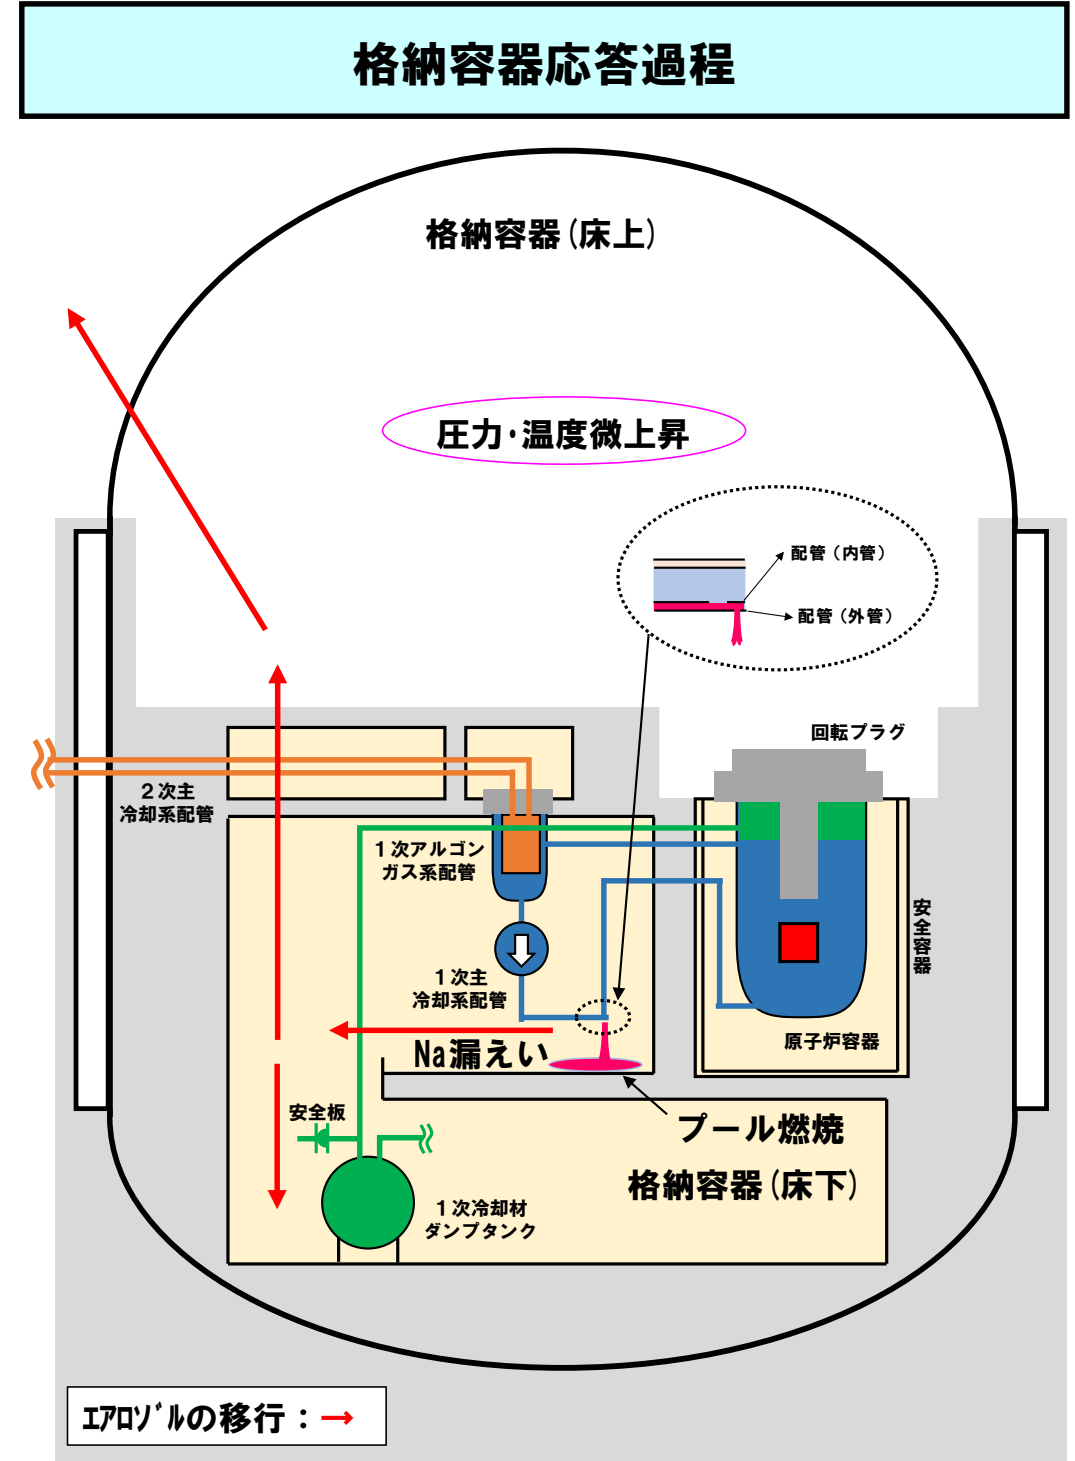 格納容器応答過程
格納容器(床上)
圧力・温度微上昇
配管（内管）
配管（外管）
回転プラグ
２次主
冷却系配管
１次アルゴン
ガス系配管
安全容器
１次主
冷却系配管
原子炉容器
Na漏えい
安全板
プール燃焼
格納容器(床下)
１次冷却材
ダンプタンク
ｴｱﾛｿﾞﾙの移行：→